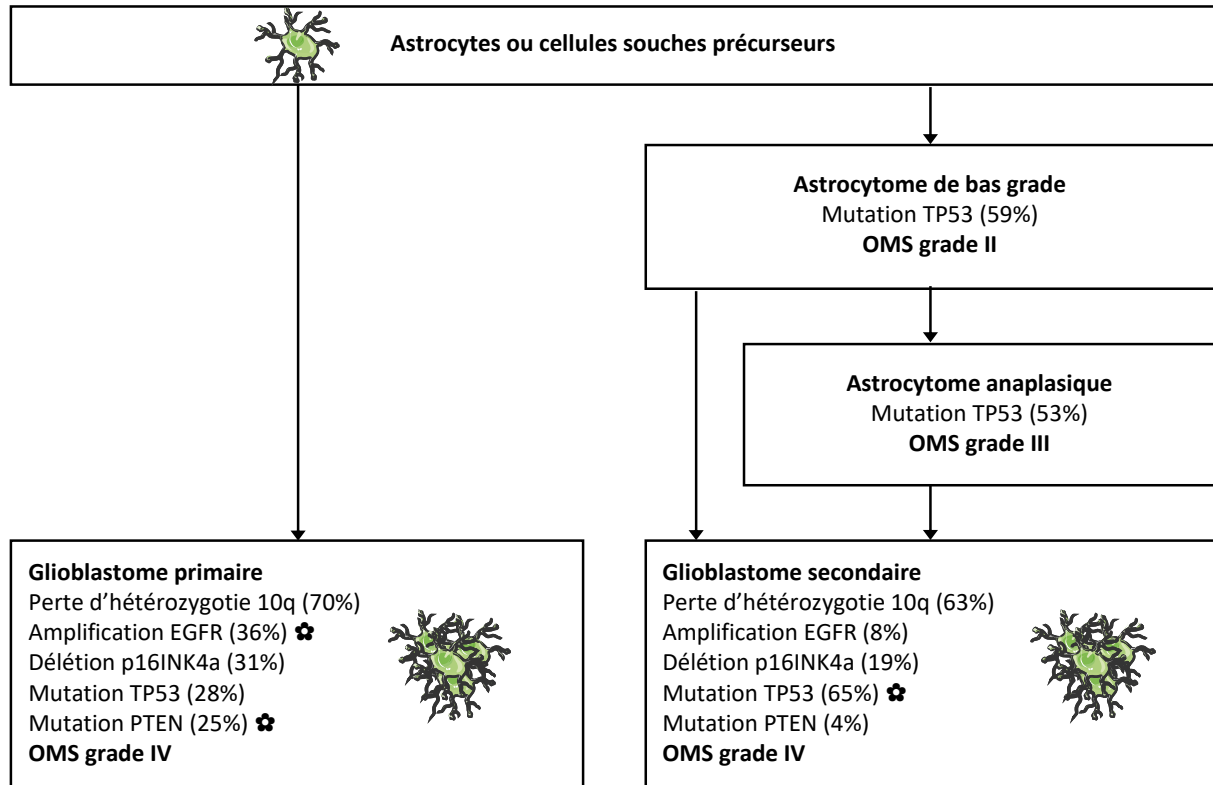 Astrocytes ou cellules souches précurseurs
Astrocytome de bas grade
Mutation TP53 (59%)
OMS grade II
Astrocytome anaplasique
Mutation TP53 (53%)
OMS grade III
Glioblastome primaire
Perte d’hétérozygotie 10q (70%)
Amplification EGFR (36%) ✿
Délétion p16INK4a (31%)
Mutation TP53 (28%)
Mutation PTEN (25%) ✿
OMS grade IV
Glioblastome secondaire
Perte d’hétérozygotie 10q (63%)
Amplification EGFR (8%)
Délétion p16INK4a (19%)
Mutation TP53 (65%) ✿
Mutation PTEN (4%)
OMS grade IV